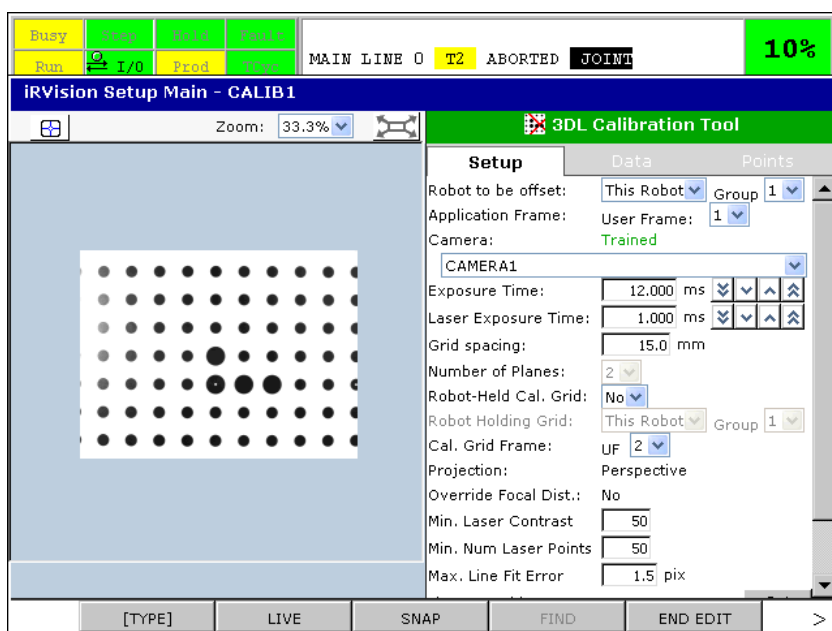 Busy Step Hold Fault
Run I/O Prod TCyc
MAIN LINE 0 T2 ABORTED JOINT
10%
iRVision Setup Main - CALIB1
Zoom: 33.3%
3DL Calibration Tool
Setup Data Points
Robot to be offset: This Robot Group 1
Application Frame: User Frame: 1
Camera: Trained
CAMERA1
Exposure Time: 12.000 ms
Laser Exposure Time: 1.000 ms
Grid spacing: 15.0 mm
Number of Planes: 2
Robot-Held Cal. Grid: No
Robot Holding Grid: This Robot Group 1
Cal. Grid Frame: UF 2
Projection: Perspective
Override Focal Dist.: No
Min. Laser Contrast 50
Min. Num Laser Points 50
Max. Line Fit Error 1.5 pix
[TYPE] LIVE SNAP FIND END EDIT >